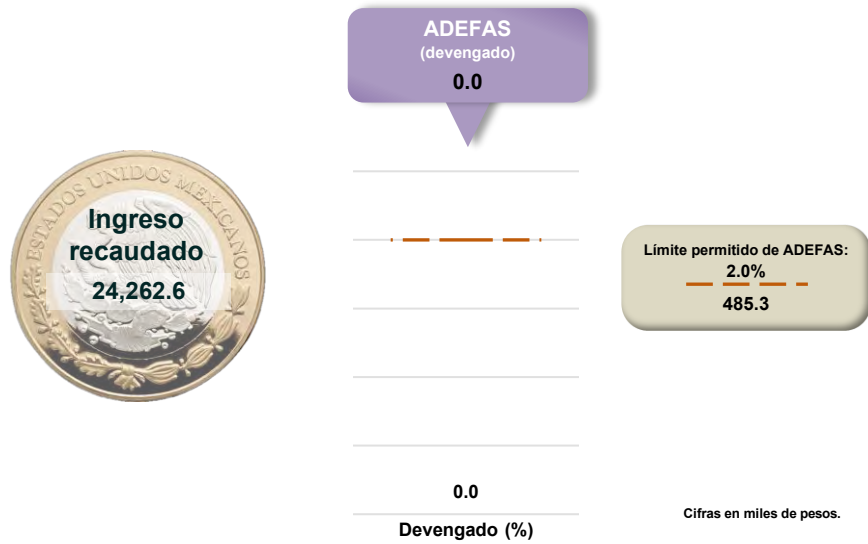 ADEFAS
(devengado)
0.0
ESTADOS UNIDOS MEXICANOS
Ingreso
recaudado
24,262.6
Límite permitido de ADEFAS:
2.0%
485.3
0.0
Devengado (%)
Cifras en miles de pesos.